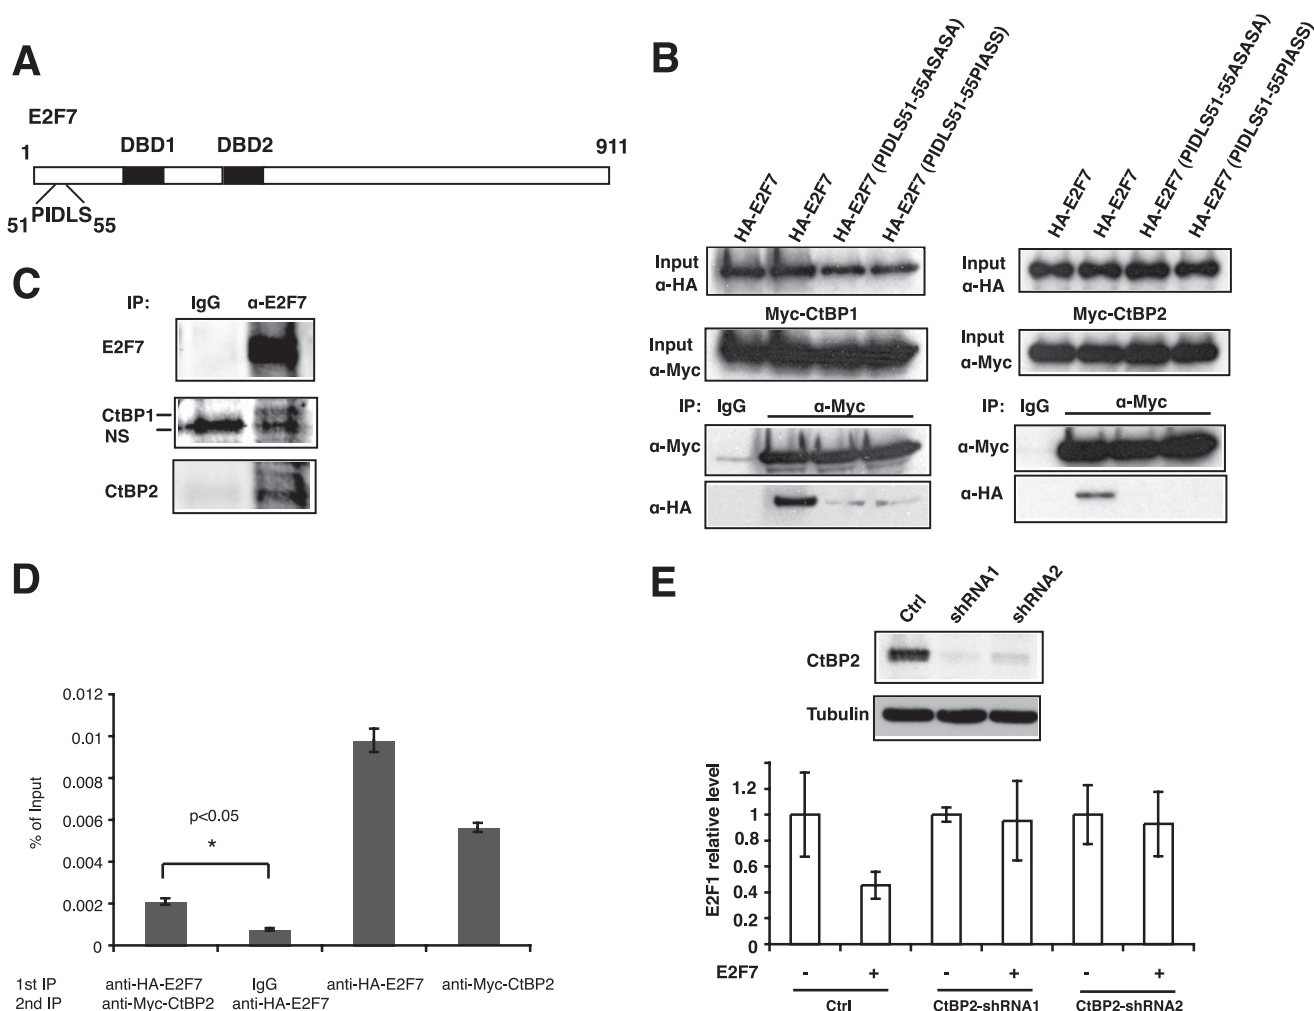 A
E2F7
1 DBD1 DBD2 911
51 PIDLS 55
B
HA-E2F7
HA-E2F7
HA-E2F7 (PIDLS51-55ASASA)
HA-E2F7 (PIDLS51-55PIASS)
Input
α-HA
Myc-CtBP1
Input
α-Myc
IP: IgG α-Myc
α-Myc
α-HA
HA-E2F7
HA-E2F7
HA-E2F7 (PIDLS51-55ASASA)
HA-E2F7 (PIDLS51-55PIASS)
Input
α-HA
Myc-CtBP2
Input
α-Myc
IP: IgG α-Myc
α-Myc
α-HA
C
IP: IgG α-E2F7
E2F7
CtBP1
NS
CtBP2
D
% of Input
0.012
0.01
0.008
0.006
0.004
0.002
0
p<0.05
*
1st IP anti-HA-E2F7 IgG anti-HA-E2F7 anti-Myc-CtBP2
2nd IP anti-Myc-CtBP2 anti-HA-E2F7
E
Ctrl shRNA1 shRNA2
CtBP2
Tubulin
E2F1 relative level
1.2
1
0.8
0.6
0.4
0.2
0
E2F7 - + - + - +
Ctrl CtBP2-shRNA1 CtBP2-shRNA2